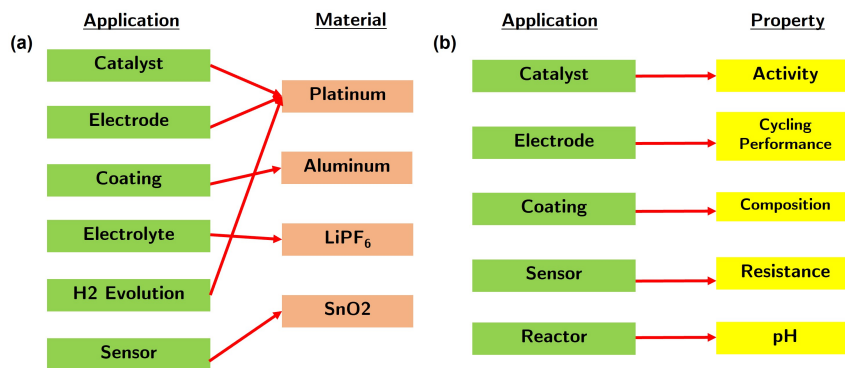 (a)
Application
Material
Catalyst
Electrode
Coating
Electrolyte
H2 Evolution
Sensor
Platinum
Aluminum
LiPF₆
SnO2
(b)
Application
Property
Catalyst
Activity
Electrode
Cycling
Performance
Coating
Composition
Sensor
Resistance
Reactor
pH